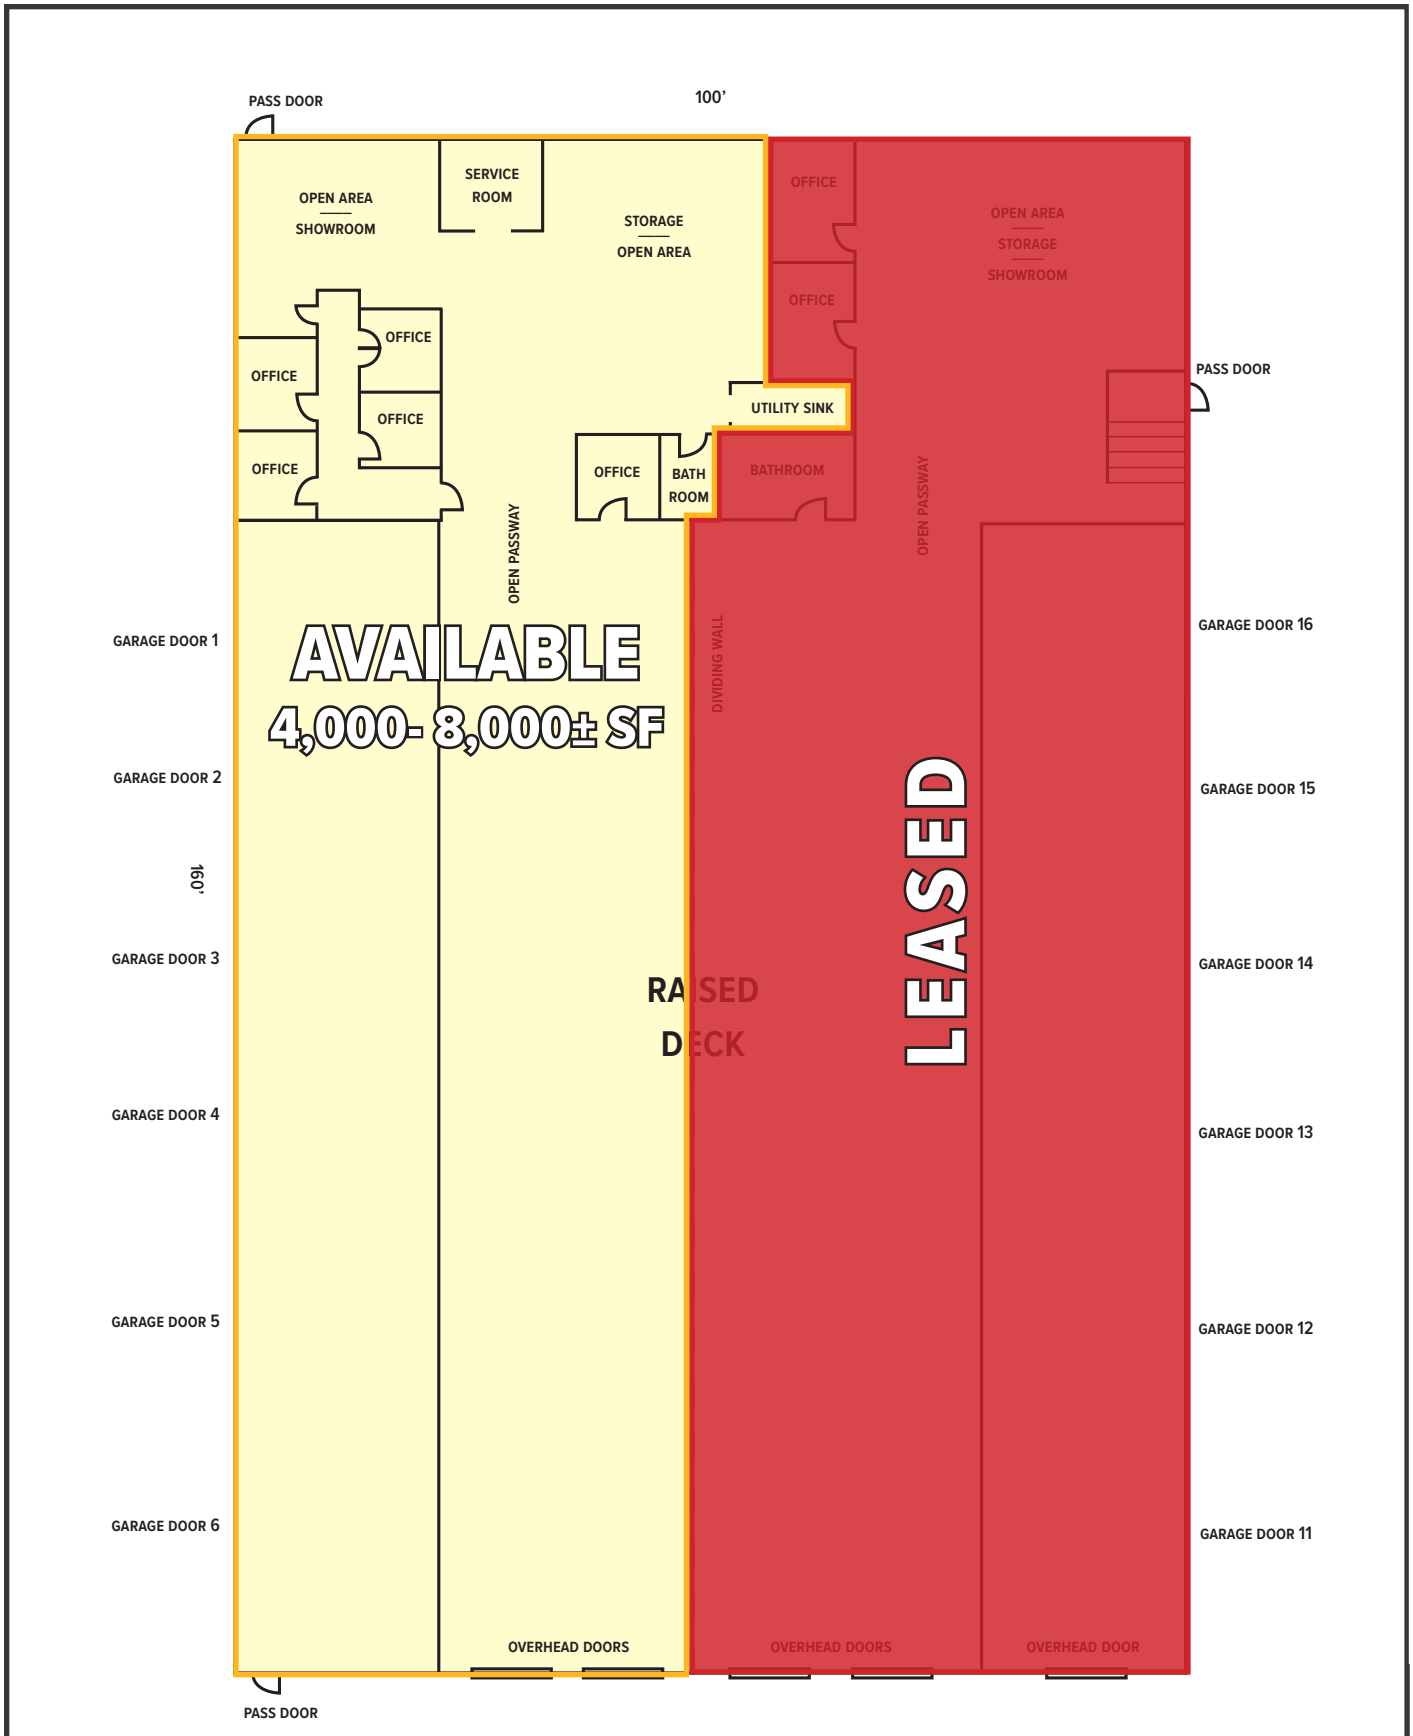 PASS DOOR
100’
OPEN AREA
SHOWROOM
SERVICE
ROOM
STORAGE
OPEN AREA
OFFICE
OPEN AREA
STORAGE
SHOWROOM
OFFICE
OFFICE
OFFICE
OFFICE
OFFICE
UTILITY SINK
PASS DOOR
OFFICE
BATH
ROOM
BATHROOM
OPEN PASSWAY
OPEN PASSWAY
GARAGE DOOR 1
AVAILABLE
4,000- 8,000± SF
DIVIDING WALL
GARAGE DOOR 16
GARAGE DOOR 2
GARAGE DOOR 15
160’
LEASED
GARAGE DOOR 3
RAISED
DECK
GARAGE DOOR 14
GARAGE DOOR 4
GARAGE DOOR 13
GARAGE DOOR 5
GARAGE DOOR 12
GARAGE DOOR 6
GARAGE DOOR 11
OVERHEAD DOORS
OVERHEAD DOORS
OVERHEAD DOOR
PASS DOOR